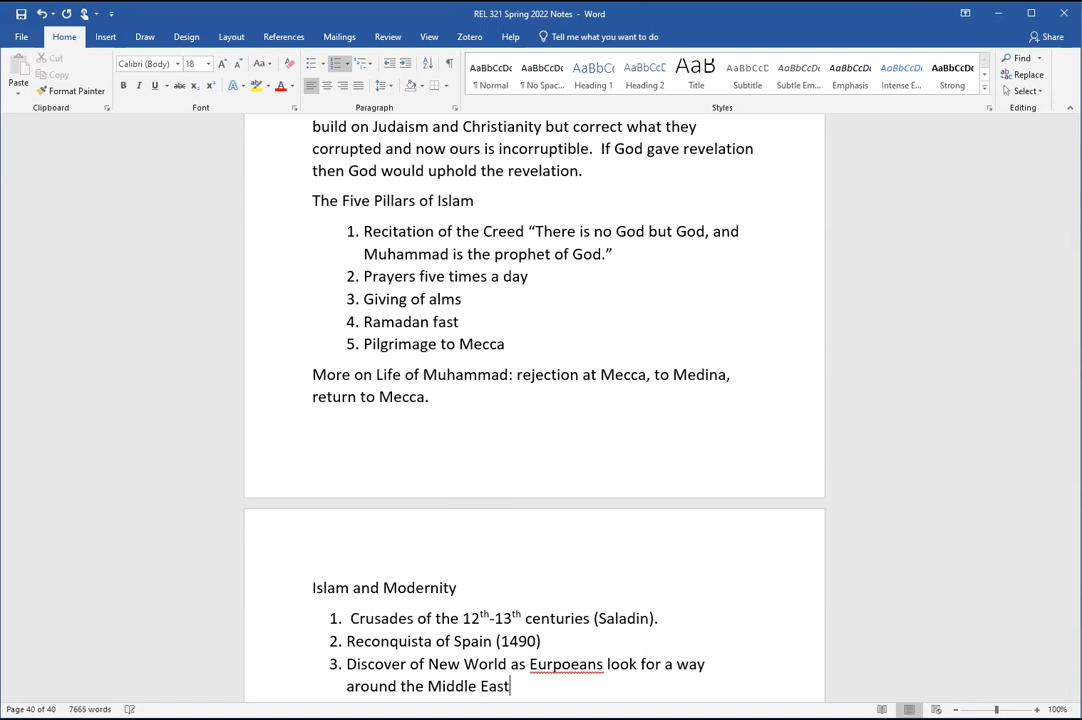 REL 321 Spring 2022 Notes - Word
File Home Insert Draw Design Layout References Mailings Review View Zotero Help Tell me what you want to do Share
Paste Cut Copy Format Painter
Calibri (Body) 18
Find Replace Select
AaBbCcDc AaBbCcDc AaBbCc AaBbCcC AaB AaBbCcD AaBbCcDc AaBbCcDc AaBbCcDc AaBbCcDc
¶ Normal ¶ No Spac... Heading 1 Heading 2 Title Subtitle Subtle Em... Emphasis Intense E... Strong
Clipboard Font Paragraph Styles Editing
build on Judaism and Christianity but correct what they
corrupted and now ours is incorruptible.  If God gave revelation
then God would uphold the revelation.
The Five Pillars of Islam
1. Recitation of the Creed “There is no God but God, and
Muhammad is the prophet of God.”
2. Prayers five times a day
3. Giving of alms
4. Ramadan fast
5. Pilgrimage to Mecca
More on Life of Muhammad: rejection at Mecca, to Medina,
return to Mecca.
Islam and Modernity
1.  Crusades of the 12th-13th centuries (Saladin).
2. Reconquista of Spain (1490)
3. Discover of New World as Eurpoeans look for a way
around the Middle East
Page 40 of 40 7665 words 100%